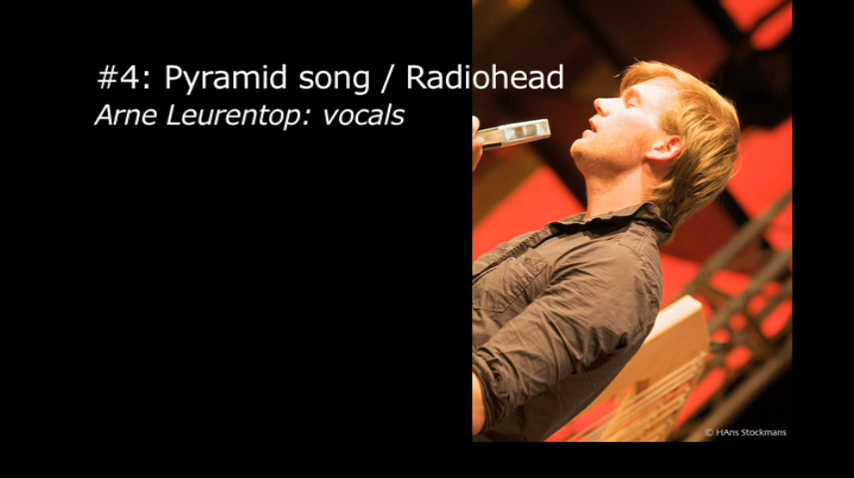 #4: Pyramid song / Radiohead
Arne Leurentop: vocals
© HAns Stockmans